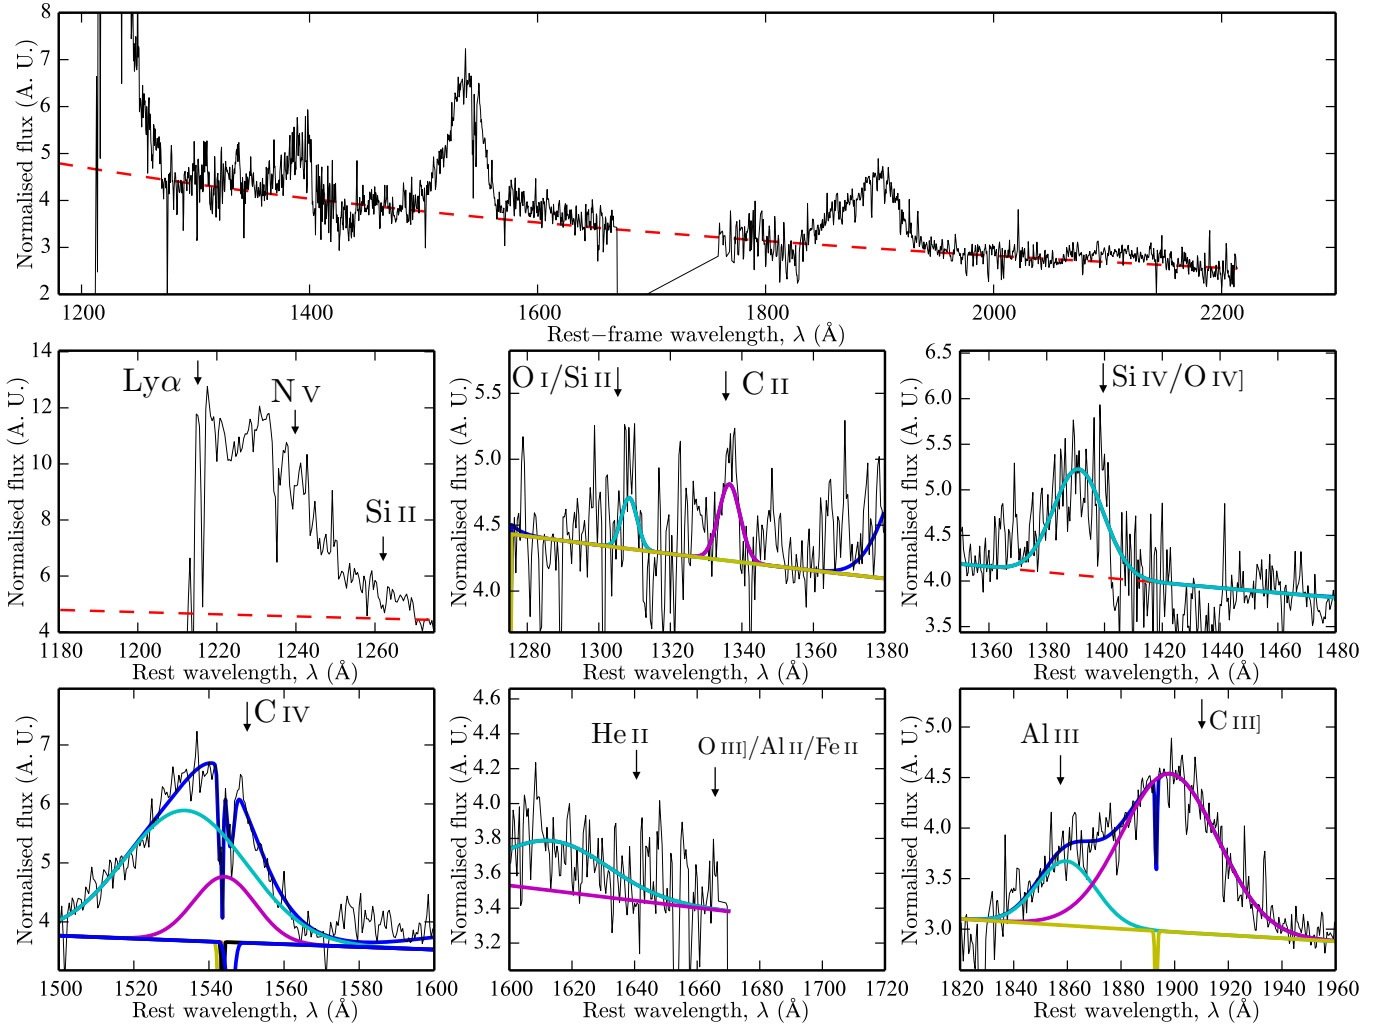 8
7
6
5
4
3
2
Normalised flux (A. U.)
1200 1400 1600 1800 2000 2200
Rest−frame wavelength, λ (Å)
14
12
10
8
6
4
Normalised flux (A. U.)
Lyα
N V
Si II
1180 1200 1220 1240 1260
Rest wavelength, λ (Å)
5.5
5.0
4.5
4.0
Normalised flux (A. U.)
O I/Si II
C II
1280 1300 1320 1340 1360 1380
Rest wavelength, λ (Å)
6.5
6.0
5.5
5.0
4.5
4.0
3.5
Normalised flux (A. U.)
Si IV/O IV]
1360 1380 1400 1420 1440 1460 1480
Rest wavelength, λ (Å)
7
6
5
4
Normalised flux (A. U.)
C IV
1500 1520 1540 1560 1580 1600
Rest wavelength, λ (Å)
4.6
4.4
4.2
4.0
3.8
3.6
3.4
3.2
Normalised flux (A. U.)
He II
O III]/Al II/Fe II
1600 1620 1640 1660 1680 1700 1720
Rest wavelength, λ (Å)
5.0
4.5
4.0
3.5
3.0
Normalised flux (A. U.)
Al III
C III]
1820 1840 1860 1880 1900 1920 1940 1960
Rest wavelength, λ (Å)